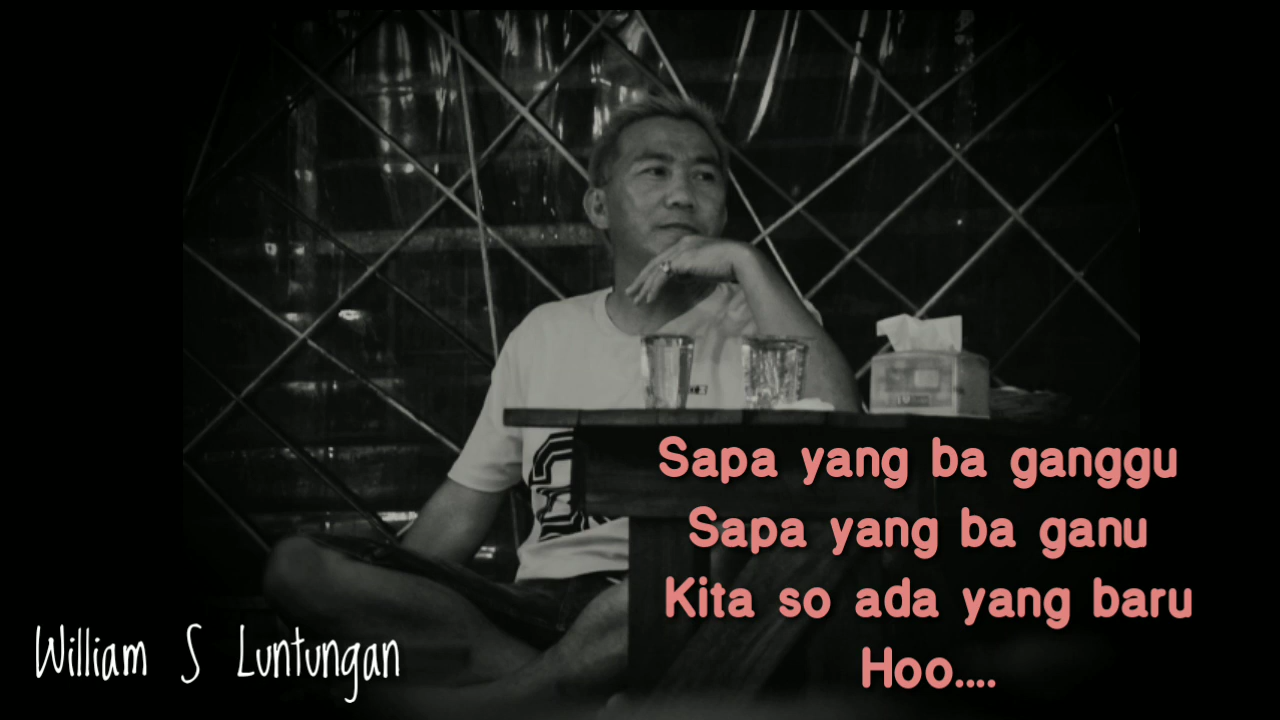 Sapa yang ba ganggu
Sapa yang ba ganu
Kita so ada yang baru
Hoo....
William S Luntungan